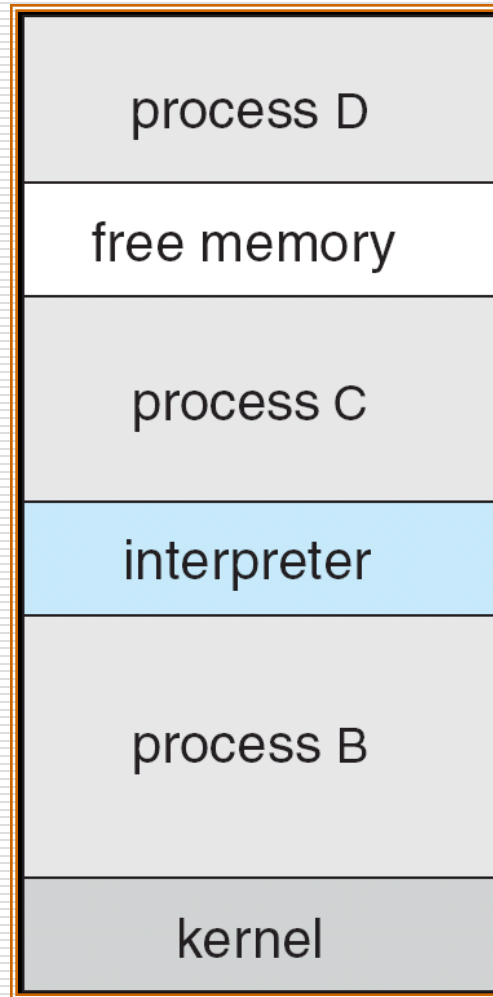 process D
free memory
process C
interpreter
process B
kernel